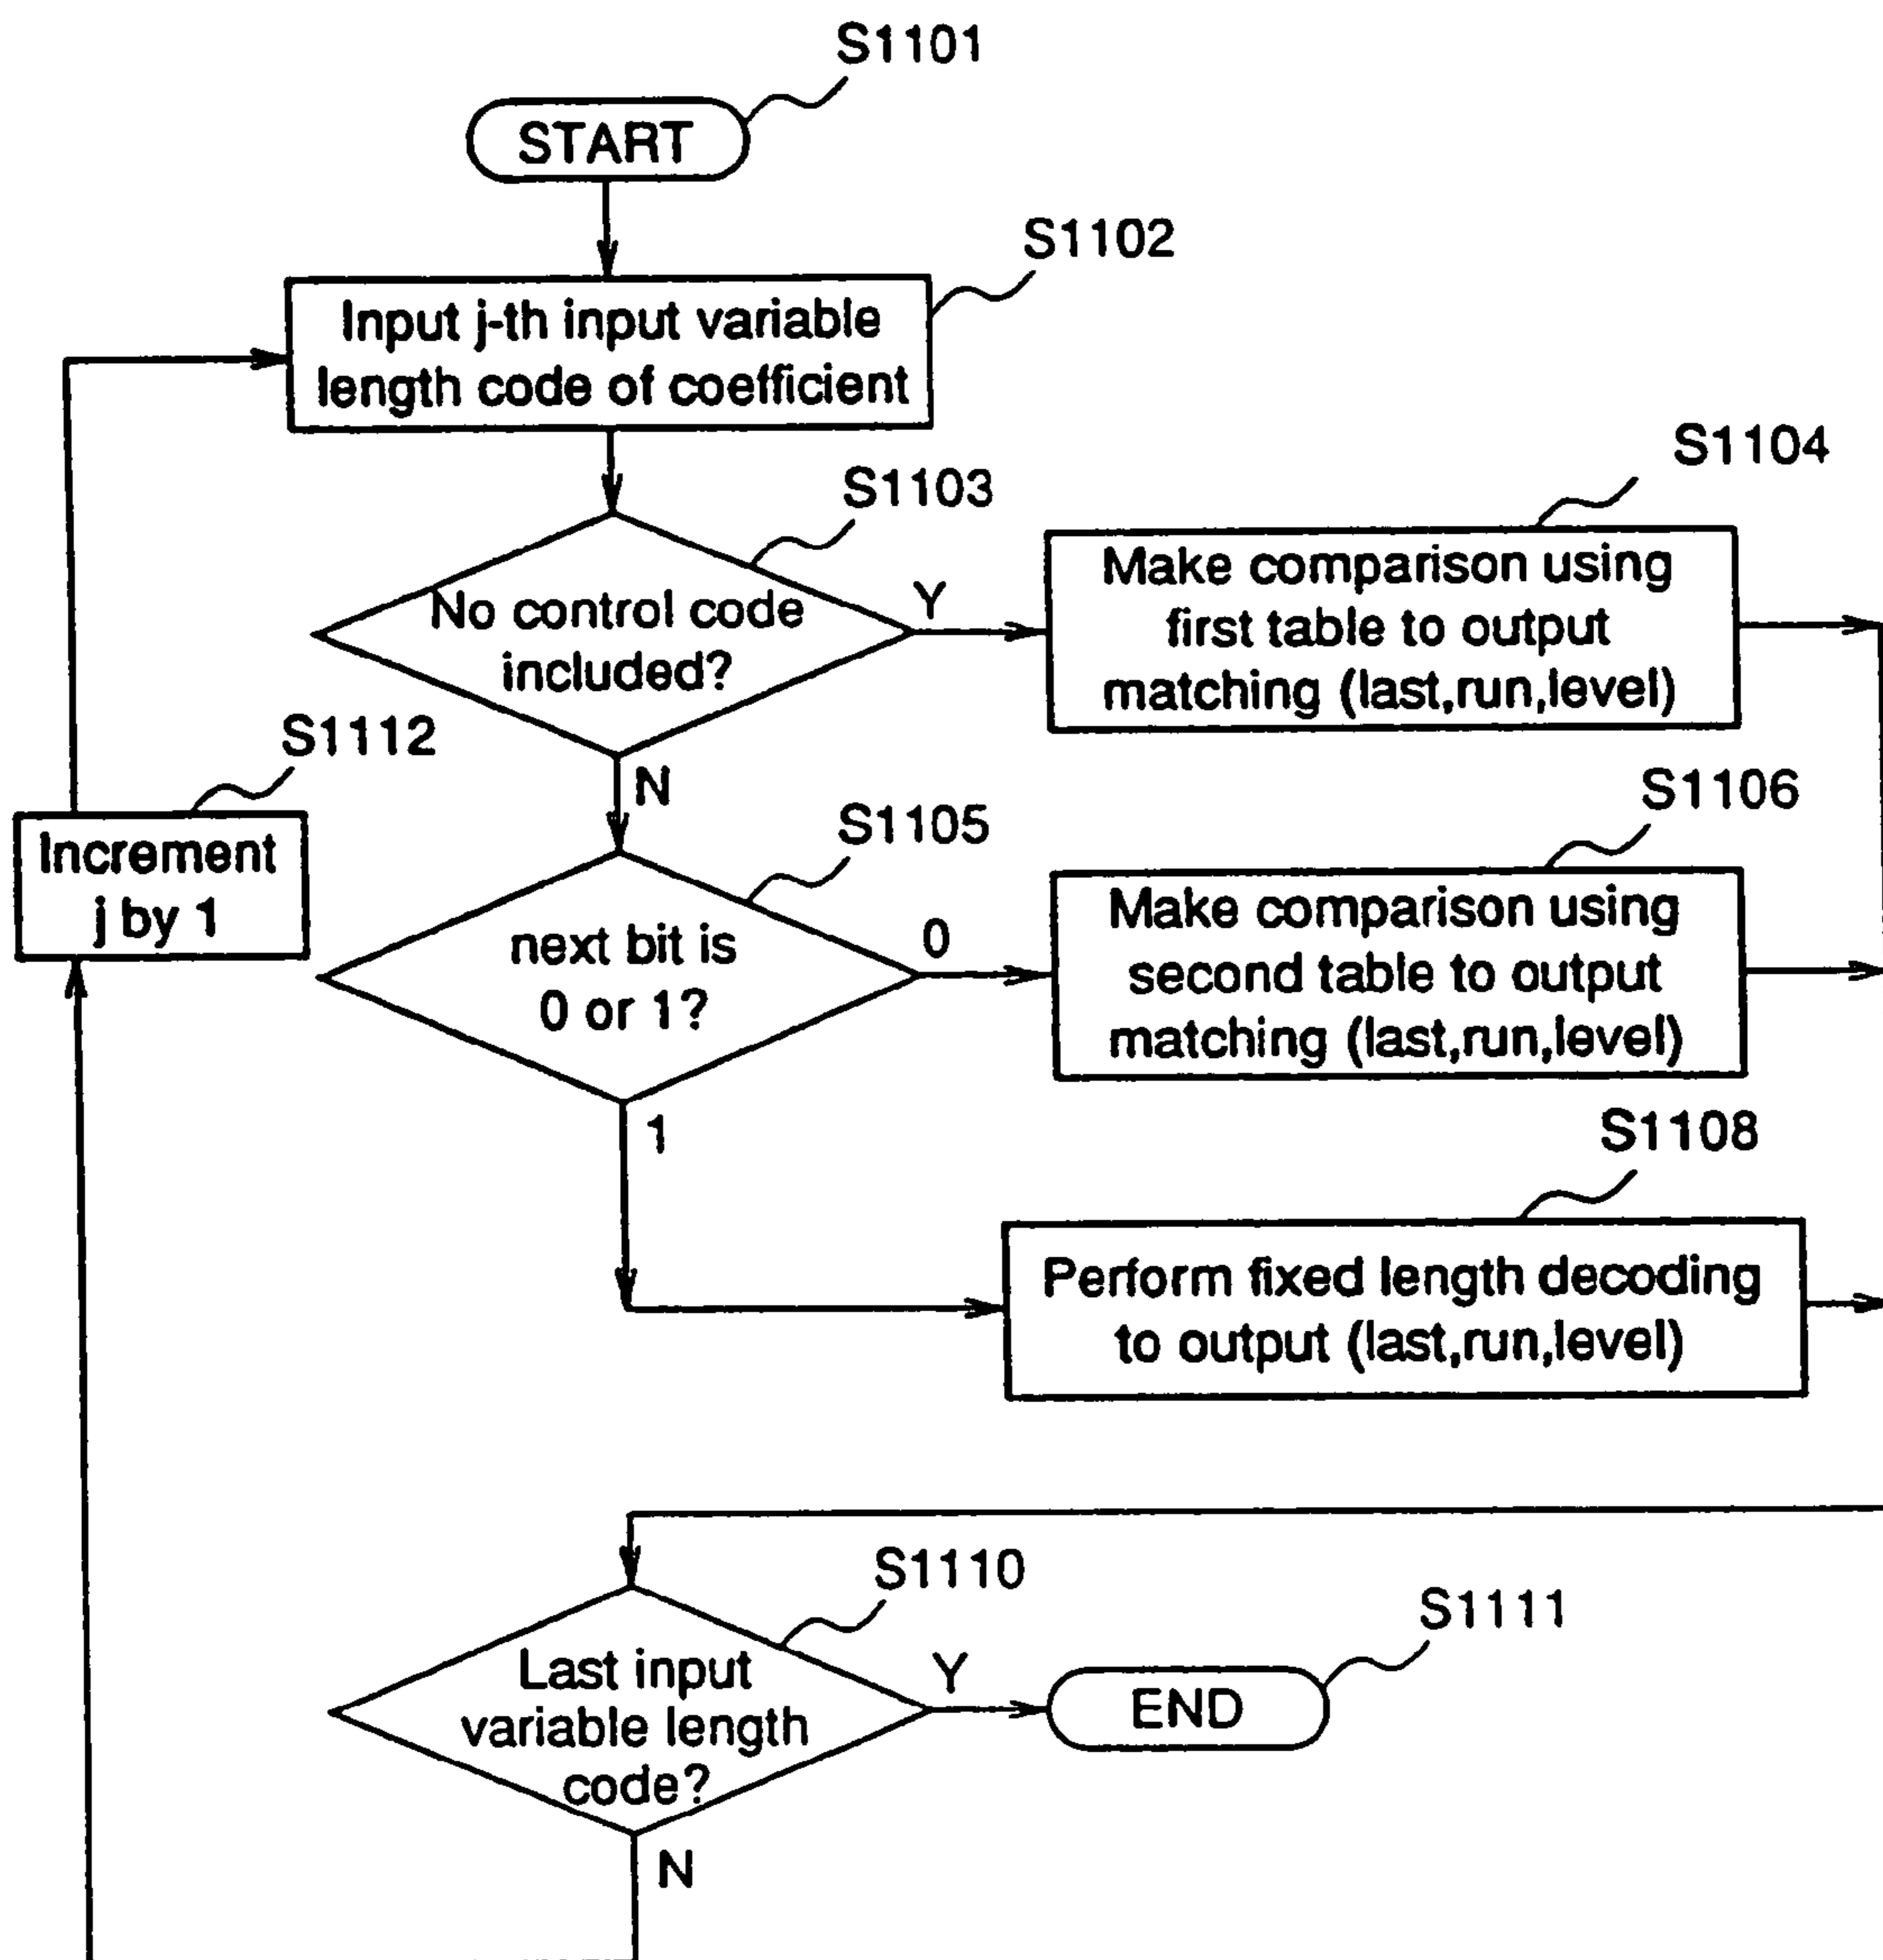 S1101
START
S1102
Input j-th input variable
length code of coefficient
S1103
No control code
included?
Y
N
S1104
Make comparison using
first table to output
matching (last,run,level)
S1112
Increment
j by 1
S1105
next bit is
0 or 1?
0
1
S1106
Make comparison using
second table to output
matching (last,run,level)
S1108
Perform fixed length decoding
to output (last,run,level)
S1110
Last input
variable length
code?
Y
N
S1111
END